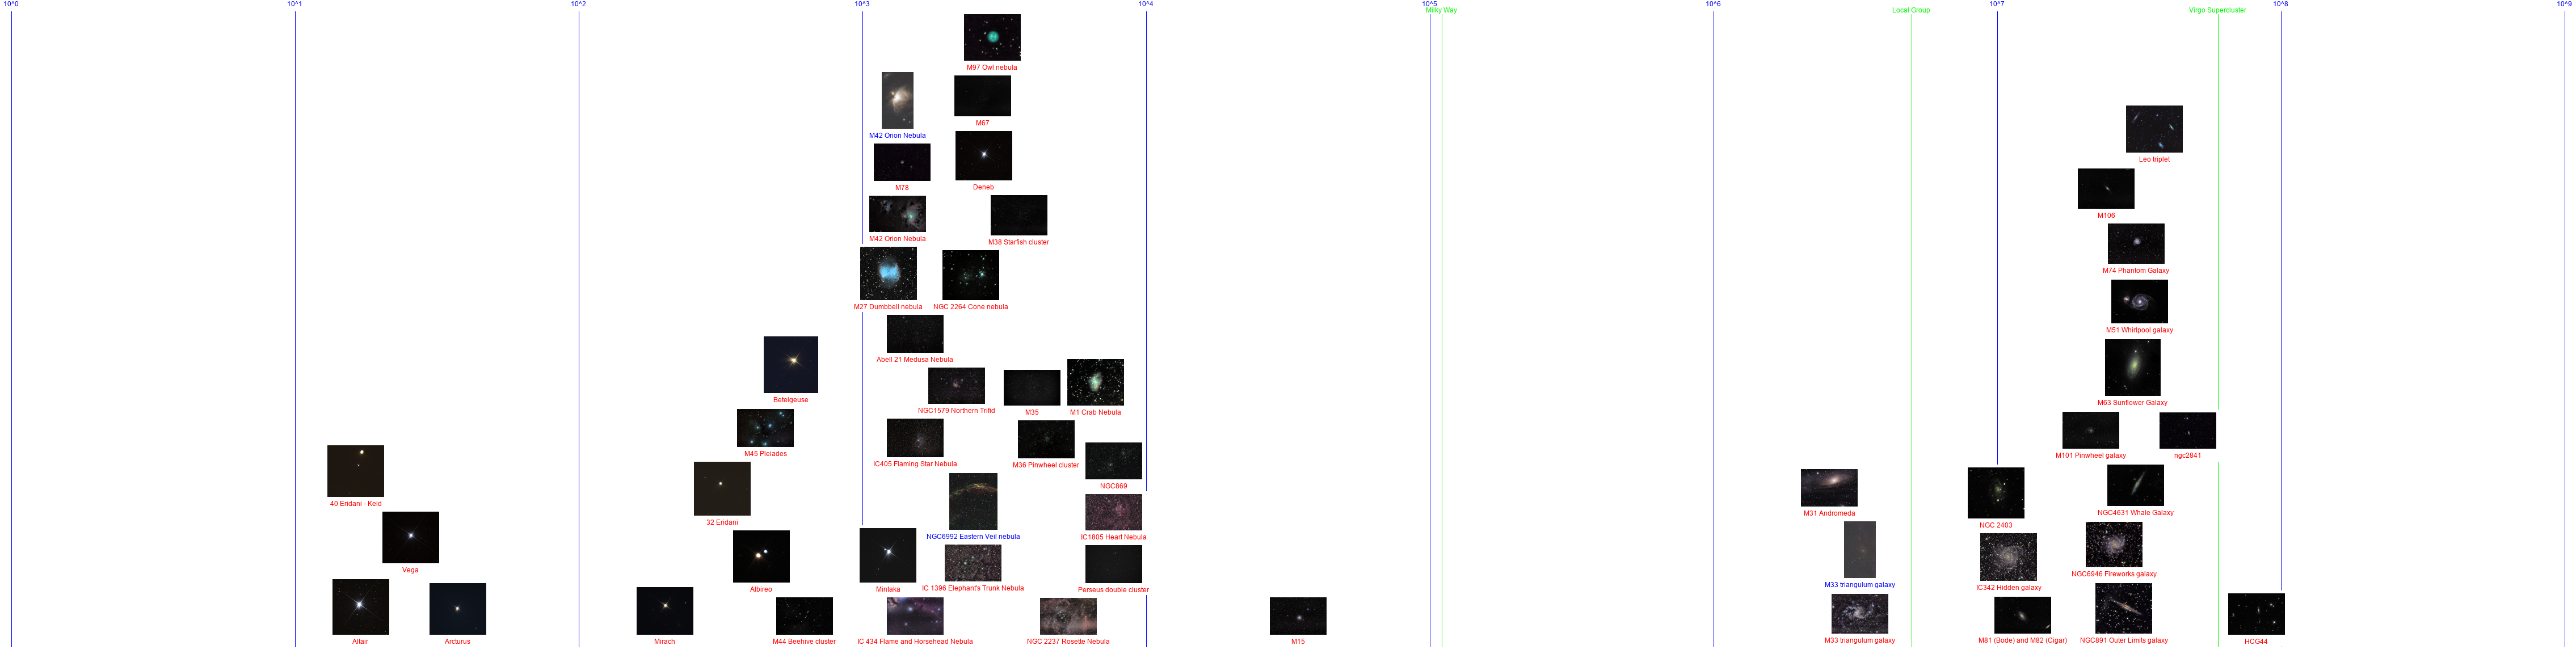 10^0
10^1
10^2
10^3
10^4
10^5
10^6
10^7
10^8
10^9
Milky Way
Local Group
Virgo Supercluster
M97 Owl nebula
M67
M42 Orion Nebula
Leo triplet
M78
Deneb
M106
M42 Orion Nebula
M38 Starfish cluster
M74 Phantom Galaxy
M27 Dumbbell nebula
NGC 2264 Cone nebula
M51 Whirlpool galaxy
Abell 21 Medusa Nebula
Betelgeuse
NGC1579 Northern Trifid
M35
M1 Crab Nebula
M63 Sunflower Galaxy
M45 Pleiades
IC405 Flaming Star Nebula
M36 Pinwheel cluster
M101 Pinwheel galaxy
ngc2841
NGC869
40 Eridani - Keid
M31 Andromeda
NGC4631 Whale Galaxy
32 Eridani
NGC6992 Eastern Veil nebula
IC1805 Heart Nebula
NGC 2403
Vega
NGC6946 Fireworks galaxy
Albireo
Mintaka
IC 1396 Elephant's Trunk Nebula
Perseus double cluster
M33 triangulum galaxy
IC342 Hidden galaxy
Altair
Arcturus
Mirach
M44 Beehive cluster
IC 434 Flame and Horsehead Nebula
NGC 2237 Rosette Nebula
M15
M33 triangulum galaxy
M81 (Bode) and M82 (Cigar)
NGC891 Outer Limits galaxy
HCG44